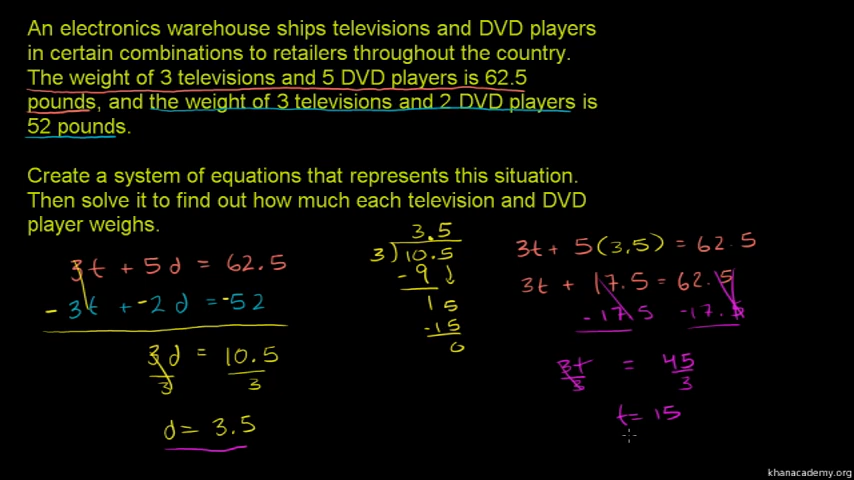 An electronics warehouse ships televisions and DVD players
in certain combinations to retailers throughout the country.
The weight of 3 televisions and 5 DVD players is 62.5
pounds, and the weight of 3 televisions and 2 DVD players is
52 pounds.
Create a system of equations that represents this situation.
Then solve it to find out how much each television and DVD
player weighs.
3t + 5d = 62.5
- 3t + -2d = -52
3d = 10.5
3 3
d = 3.5
3.5
3)10.5
-9↓
15
-15
0
3t + 5(3.5) = 62.5
3t + 17.5 = 62.5
-17.5 -17.5
3t = 45
3 3
t = 15
khanacademy.org